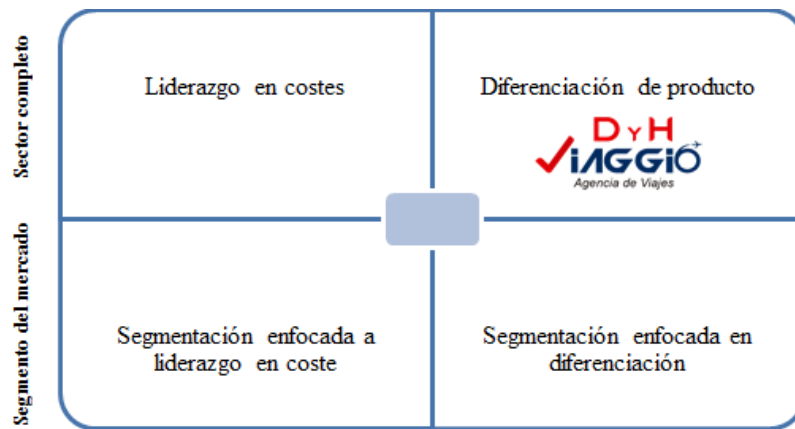 Sector completo
Liderazgo en costes
Diferenciación de producto
D Y H
ViAGGiO
Agencia de Viajes
Segmento del mercado
Segmentación enfocada a
liderazgo en coste
Segmentación enfocada en
diferenciación